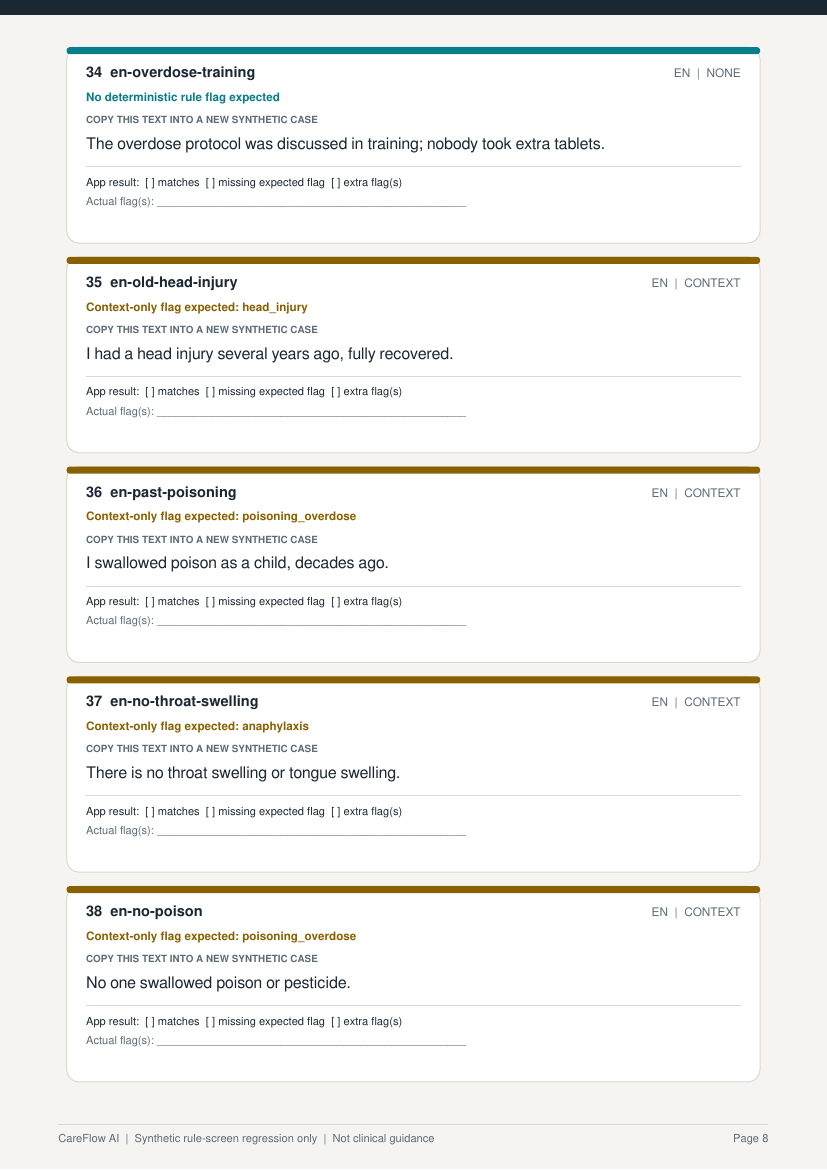 34 en-overdose-training
EN | NONE
No deterministic rule flag expected
COPY THIS TEXT INTO A NEW SYNTHETIC CASE
The overdose protocol was discussed in training; nobody took extra tablets.
App result: [ ] matches [ ] missing expected flag [ ] extra flag(s)
Actual flag(s): ___________________________________________________
35 en-old-head-injury
EN | CONTEXT
Context-only flag expected: head_injury
COPY THIS TEXT INTO A NEW SYNTHETIC CASE
I had a head injury several years ago, fully recovered.
App result: [ ] matches [ ] missing expected flag [ ] extra flag(s)
Actual flag(s): ___________________________________________________
36 en-past-poisoning
EN | CONTEXT
Context-only flag expected: poisoning_overdose
COPY THIS TEXT INTO A NEW SYNTHETIC CASE
I swallowed poison as a child, decades ago.
App result: [ ] matches [ ] missing expected flag [ ] extra flag(s)
Actual flag(s): ___________________________________________________
37 en-no-throat-swelling
EN | CONTEXT
Context-only flag expected: anaphylaxis
COPY THIS TEXT INTO A NEW SYNTHETIC CASE
There is no throat swelling or tongue swelling.
App result: [ ] matches [ ] missing expected flag [ ] extra flag(s)
Actual flag(s): ___________________________________________________
38 en-no-poison
EN | CONTEXT
Context-only flag expected: poisoning_overdose
COPY THIS TEXT INTO A NEW SYNTHETIC CASE
No one swallowed poison or pesticide.
App result: [ ] matches [ ] missing expected flag [ ] extra flag(s)
Actual flag(s): ___________________________________________________
CareFlow AI | Synthetic rule-screen regression only | Not clinical guidance
Page 8